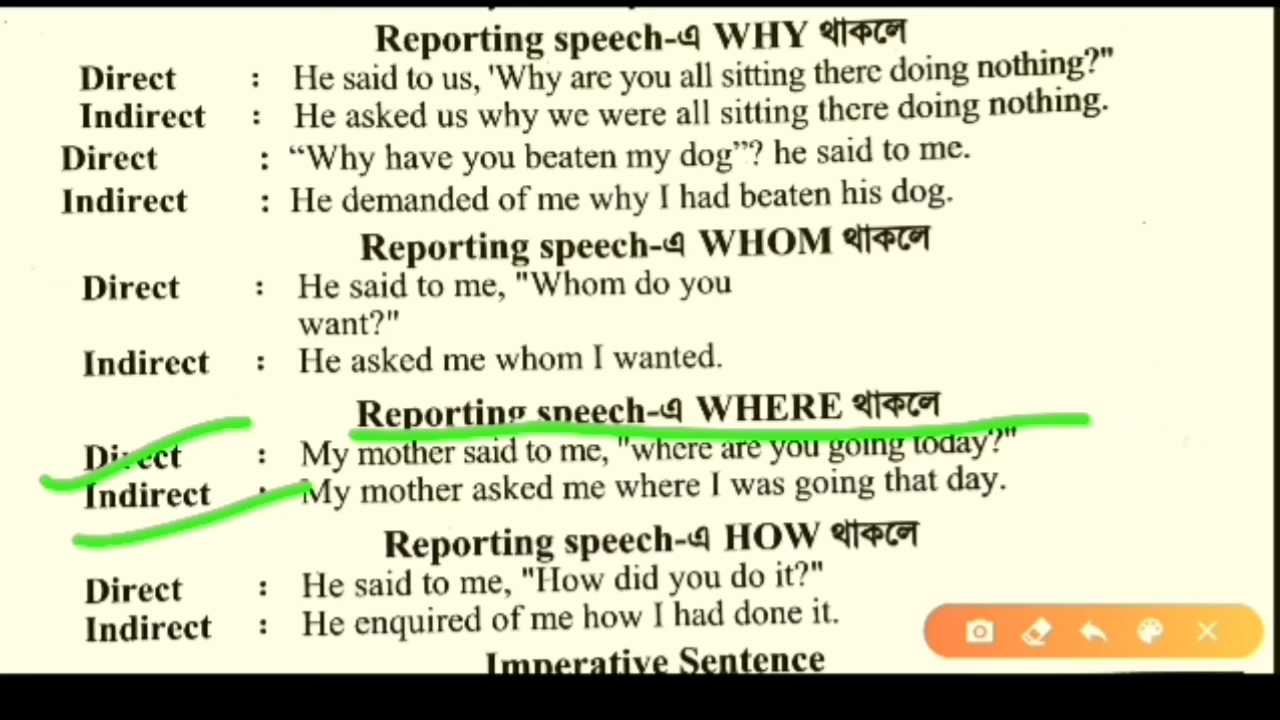 Reporting speech-এ WHY থাকলে
Direct : He said to us, 'Why are you all sitting there doing nothing?"
Indirect : He asked us why we were all sitting there doing nothing.
Direct : “Why have you beaten my dog”? he said to me.
Indirect : He demanded of me why I had beaten his dog.
Reporting speech-এ WHOM থাকলে
Direct : He said to me, "Whom do you
want?"
Indirect : He asked me whom I wanted.
Reporting speech-এ WHERE থাকলে
Direct : My mother said to me, "where are you going today?"
Indirect : My mother asked me where I was going that day.
Reporting speech-এ HOW থাকলে
Direct : He said to me, "How did you do it?"
Indirect : He enquired of me how I had done it.
Imperative Sentence